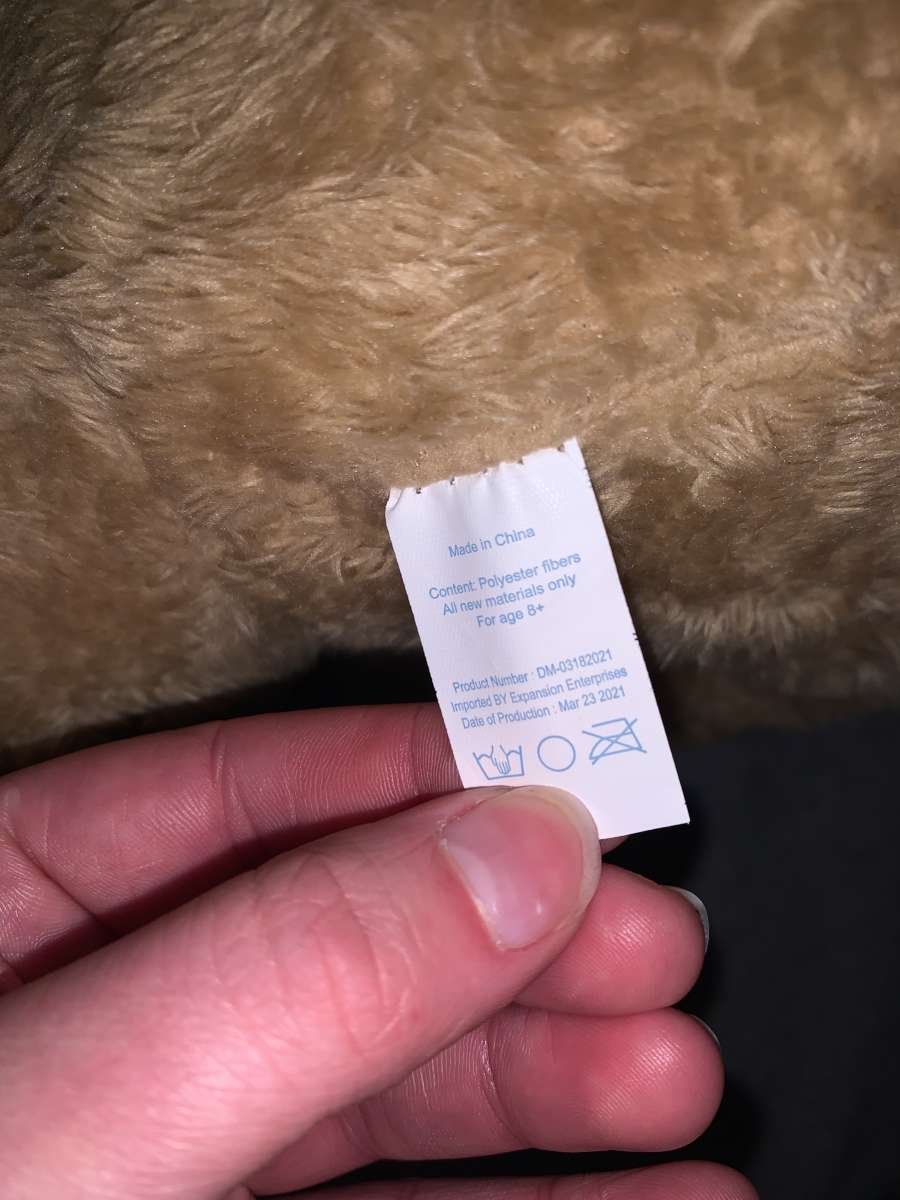 Made in China
Content: Polyester fibers
All new materials only
For age 8+
Product Number : DM-03182021
Imported BY Expansion Enterprises
Date of Production : Mar 23 2021